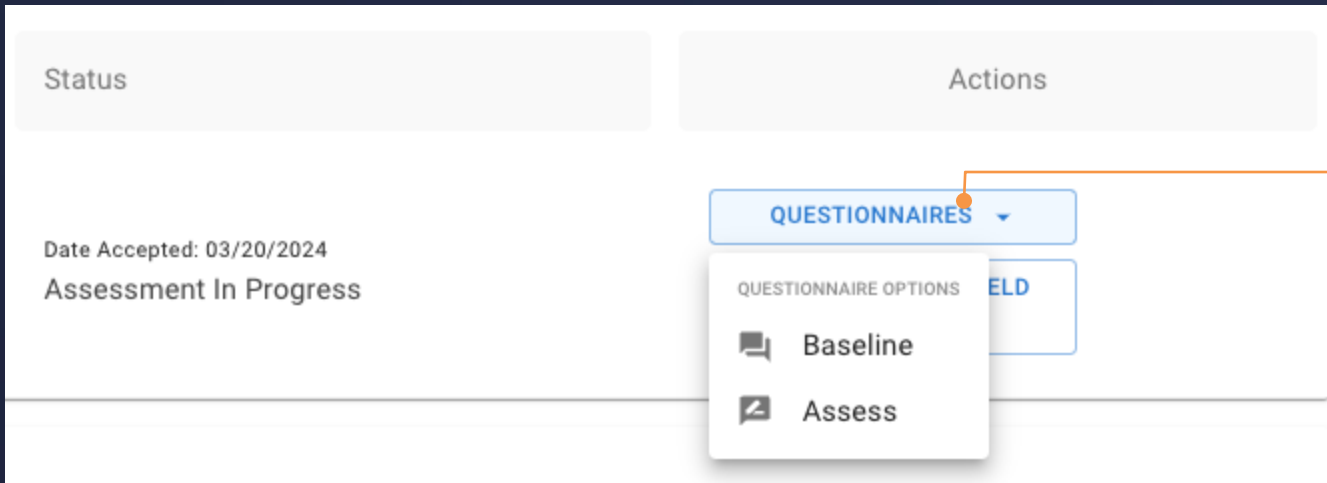 Status
Actions
QUESTIONNAIRES
Date Accepted: 03/20/2024
Assessment In Progress
QUESTIONNAIRE OPTIONS
Baseline
Assess